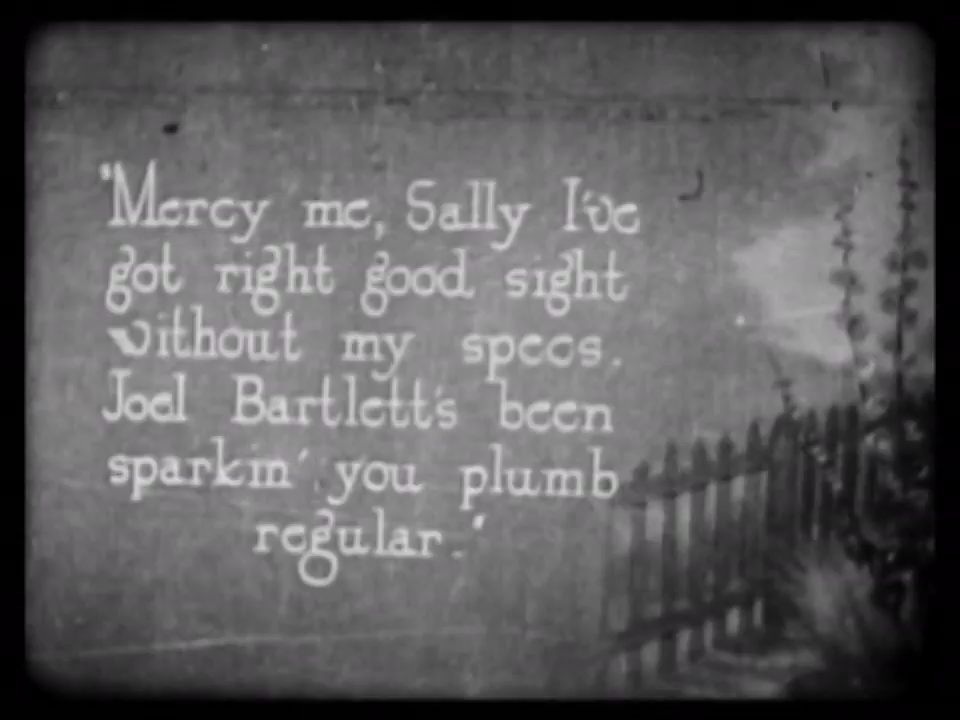 "Mercy me, Sally I've
got right good sight
without my specs.
Joel Bartlett's been
sparkin' you plumb
regular."